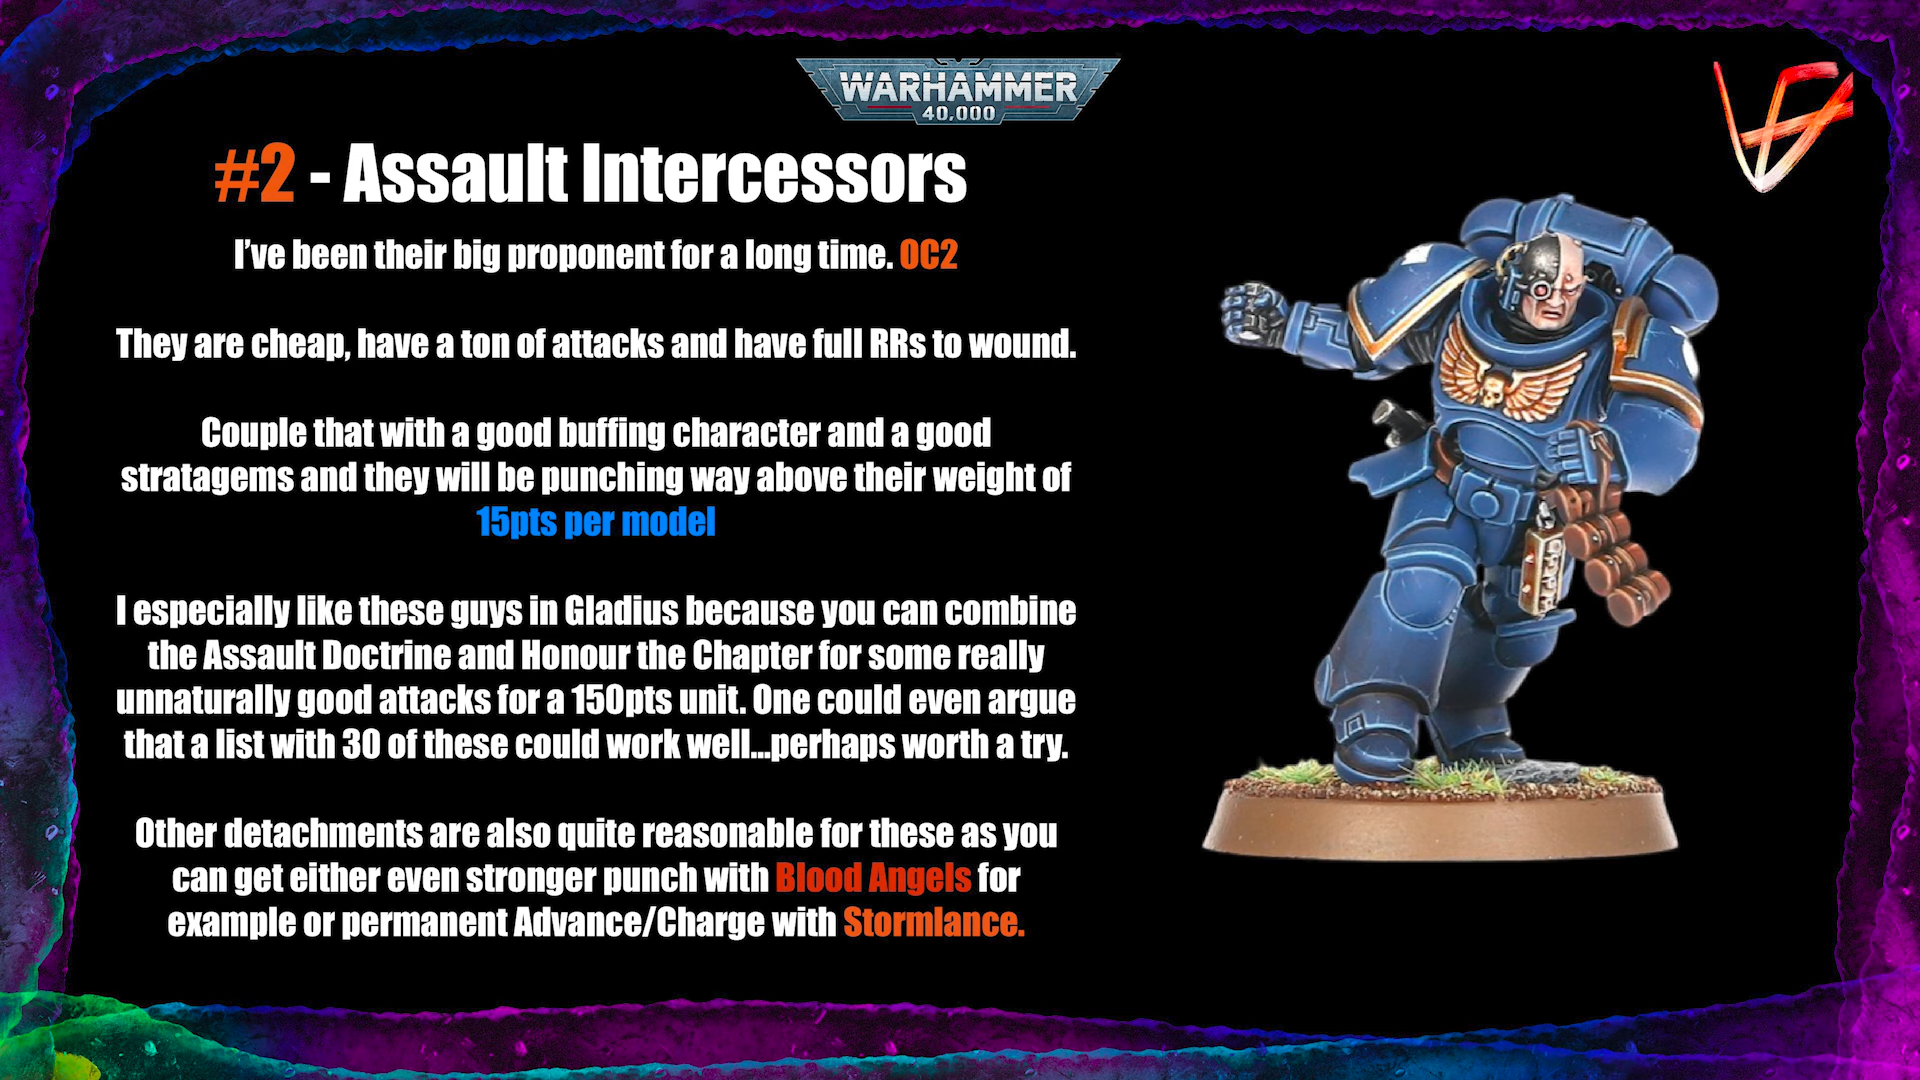 WARHAMMER
40,000
#2 - Assault Intercessors
I've been their big proponent for a long time. OC2
They are cheap, have a ton of attacks and have full RRs to wound.
Couple that with a good buffing character and a good
stratagems and they will be punching way above their weight of
15pts per model
I especially like these guys in Gladius because you can combine
the Assault Doctrine and Honour the Chapter for some really
unnaturally good attacks for a 150pts unit. One could even argue
that a list with 30 of these could work well...perhaps worth a try.
Other detachments are also quite reasonable for these as you
can get either even stronger punch with Blood Angels for
example or permanent Advance/Charge with Stormlance.